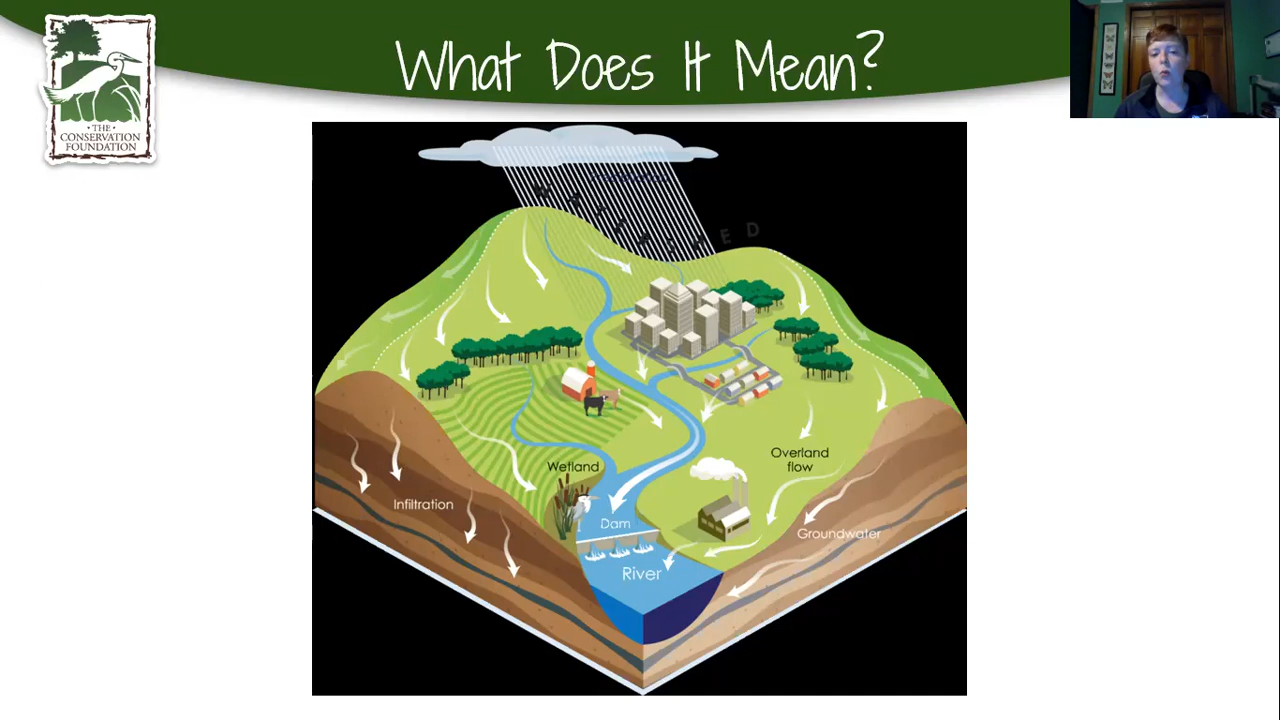 What Does It Mean?
• THE •
CONSERVATION
FOUNDATION
E D
Wetland
Overland
flow
Infiltration
Dam
Groundwater
River